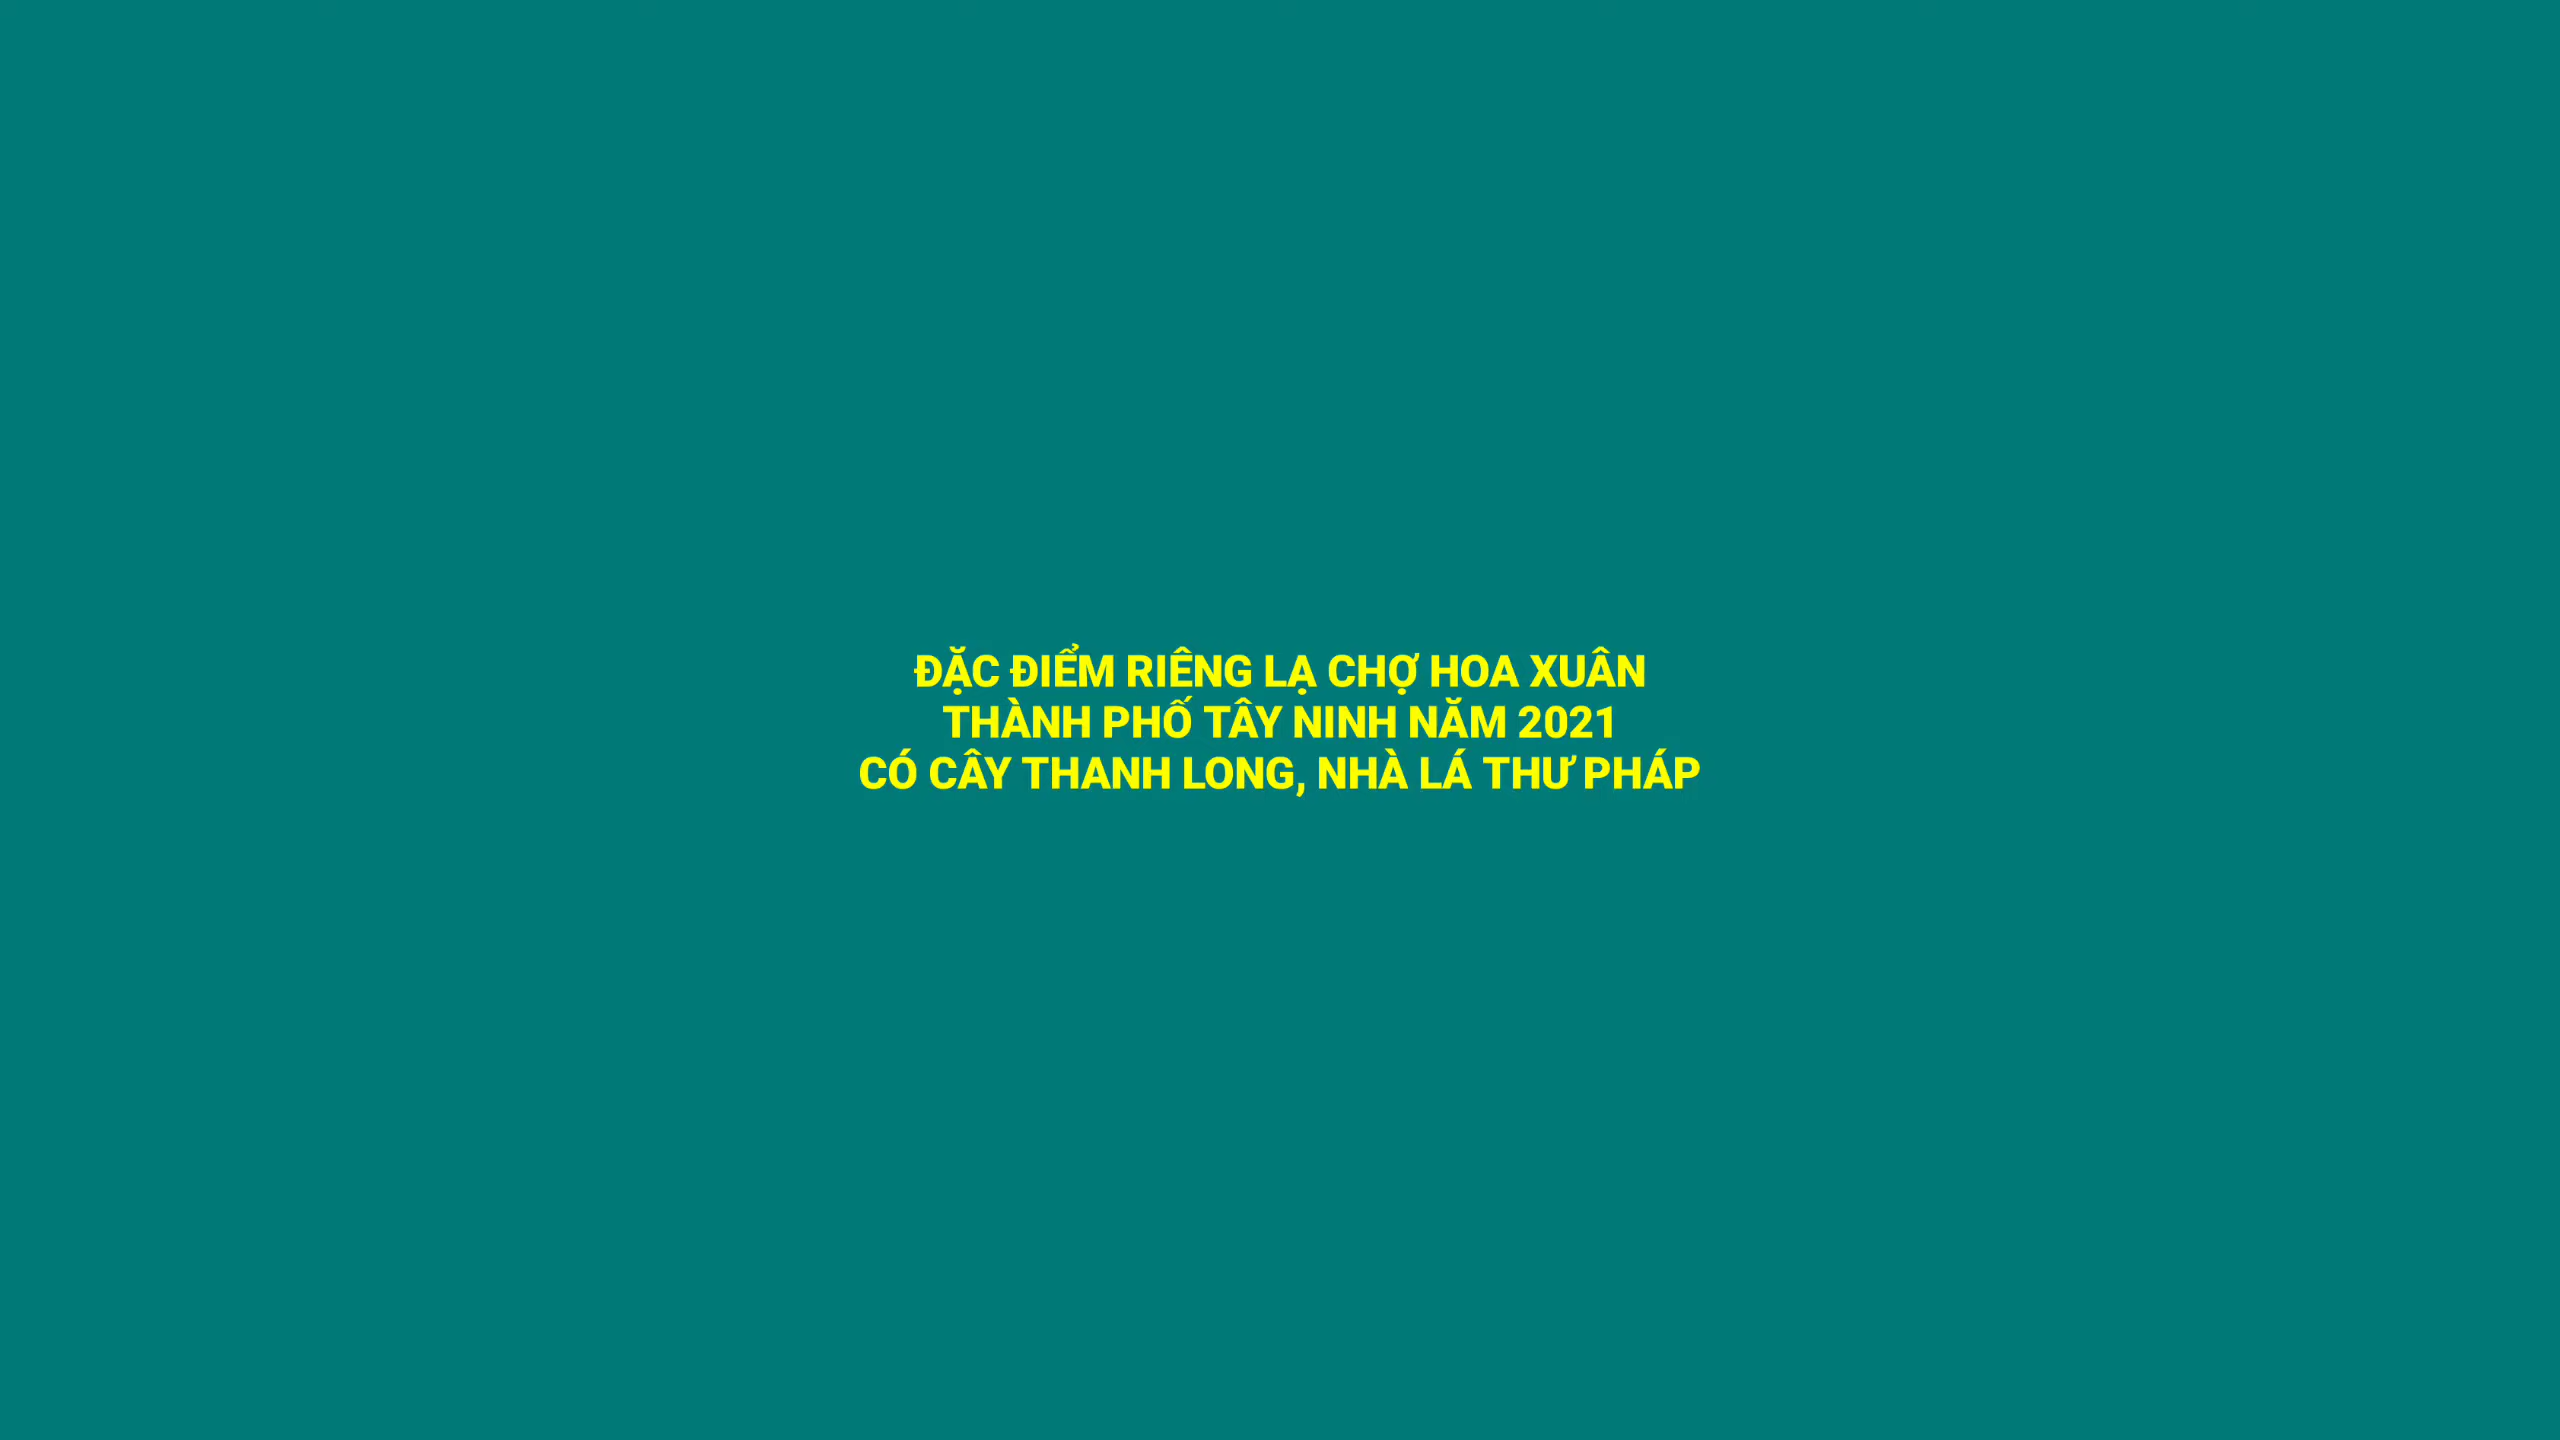 ĐẶC ĐIỂM RIÊNG LẠ CHỢ HOA XUÂN
THÀNH PHỐ TÂY NINH NĂM 2021
CÓ CÂY THANH LONG, NHÀ LÁ THƯ PHÁP